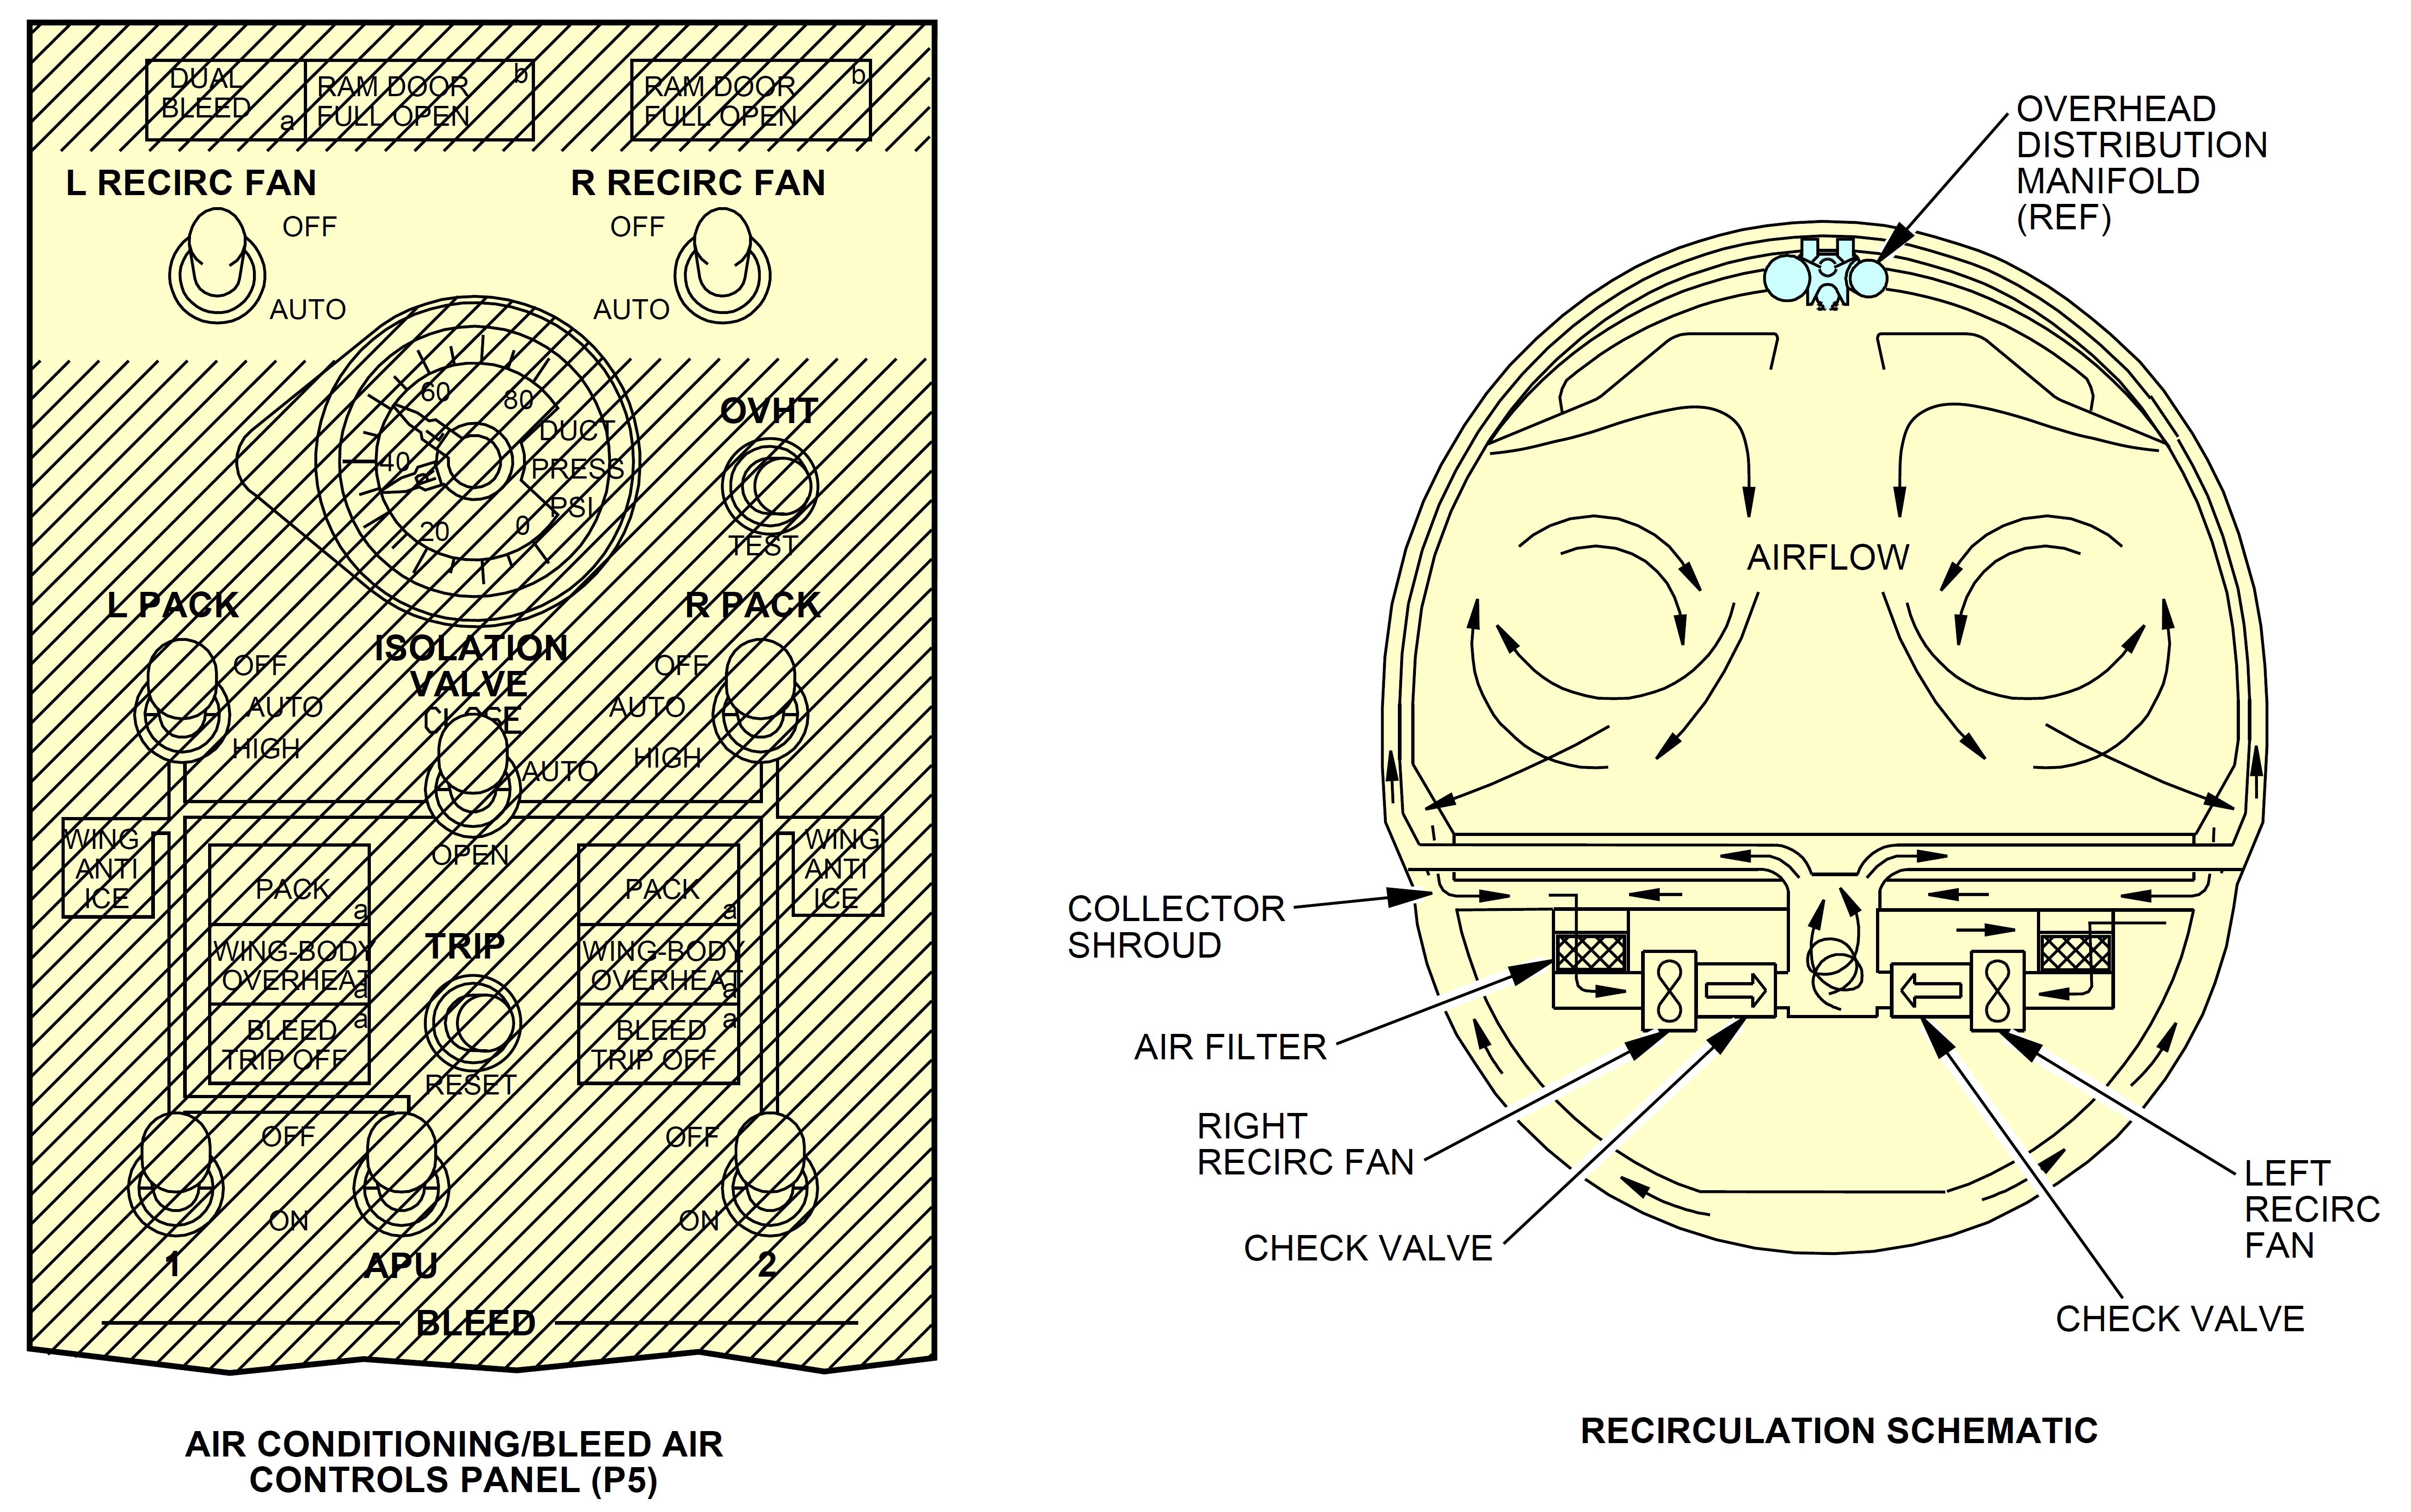 DUAL
BLEED
a
RAM DOOR
FULL OPEN
b
RAM DOOR
FULL OPEN
b
L RECIRC FAN
R RECIRC FAN
OFF
AUTO
OFF
AUTO
60
80
40
20
0
DUCT
PRESS
PSI
OVHT
TEST
L PACK
OFF
AUTO
HIGH
ISOLATION
VALVE
CLOSE
AUTO
OPEN
R PACK
OFF
AUTO
HIGH
WING
ANTI
ICE
PACK
a
WING-BODY
OVERHEAT
a
BLEED
TRIP OFF
a
TRIP
RESET
PACK
a
WING-BODY
OVERHEAT
a
BLEED
TRIP OFF
a
WING
ANTI
ICE
OFF
ON
OFF
ON
1
APU
2
BLEED
AIR CONDITIONING/BLEED AIR
CONTROLS PANEL (P5)
OVERHEAD
DISTRIBUTION
MANIFOLD
(REF)
AIRFLOW
COLLECTOR
SHROUD
AIR FILTER
RIGHT
RECIRC FAN
CHECK VALVE
LEFT
RECIRC
FAN
CHECK VALVE
RECIRCULATION SCHEMATIC